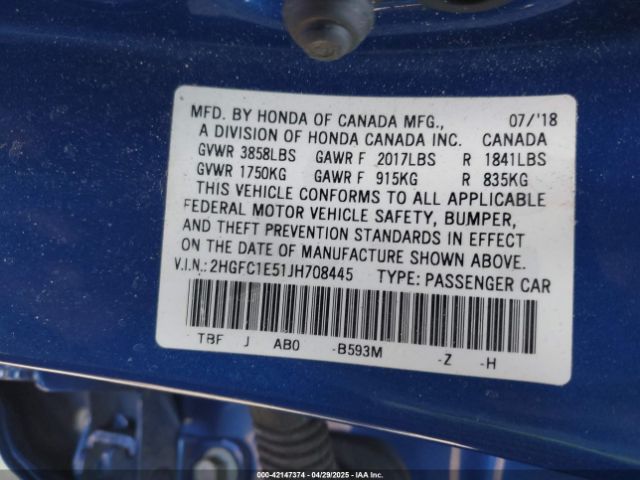 MFD. BY HONDA OF CANADA MFG., 07/'18
A DIVISION OF HONDA CANADA INC. CANADA
GVWR 3858LBS GAWR F 2017LBS R 1841LBS
GVWR 1750KG GAWR F 915KG R 835KG
THIS VEHICLE CONFORMS TO ALL APPLICABLE
FEDERAL MOTOR VEHICLE SAFETY, BUMPER,
AND THEFT PREVENTION STANDARDS IN EFFECT
ON THE DATE OF MANUFACTURE SHOWN ABOVE.
V.I.N.: 2HGFC1E51JH708445 TYPE: PASSENGER CAR
TBF J AB0 -B593M -Z -H
000-42147374 - 04/29/2025 - IAA Inc.